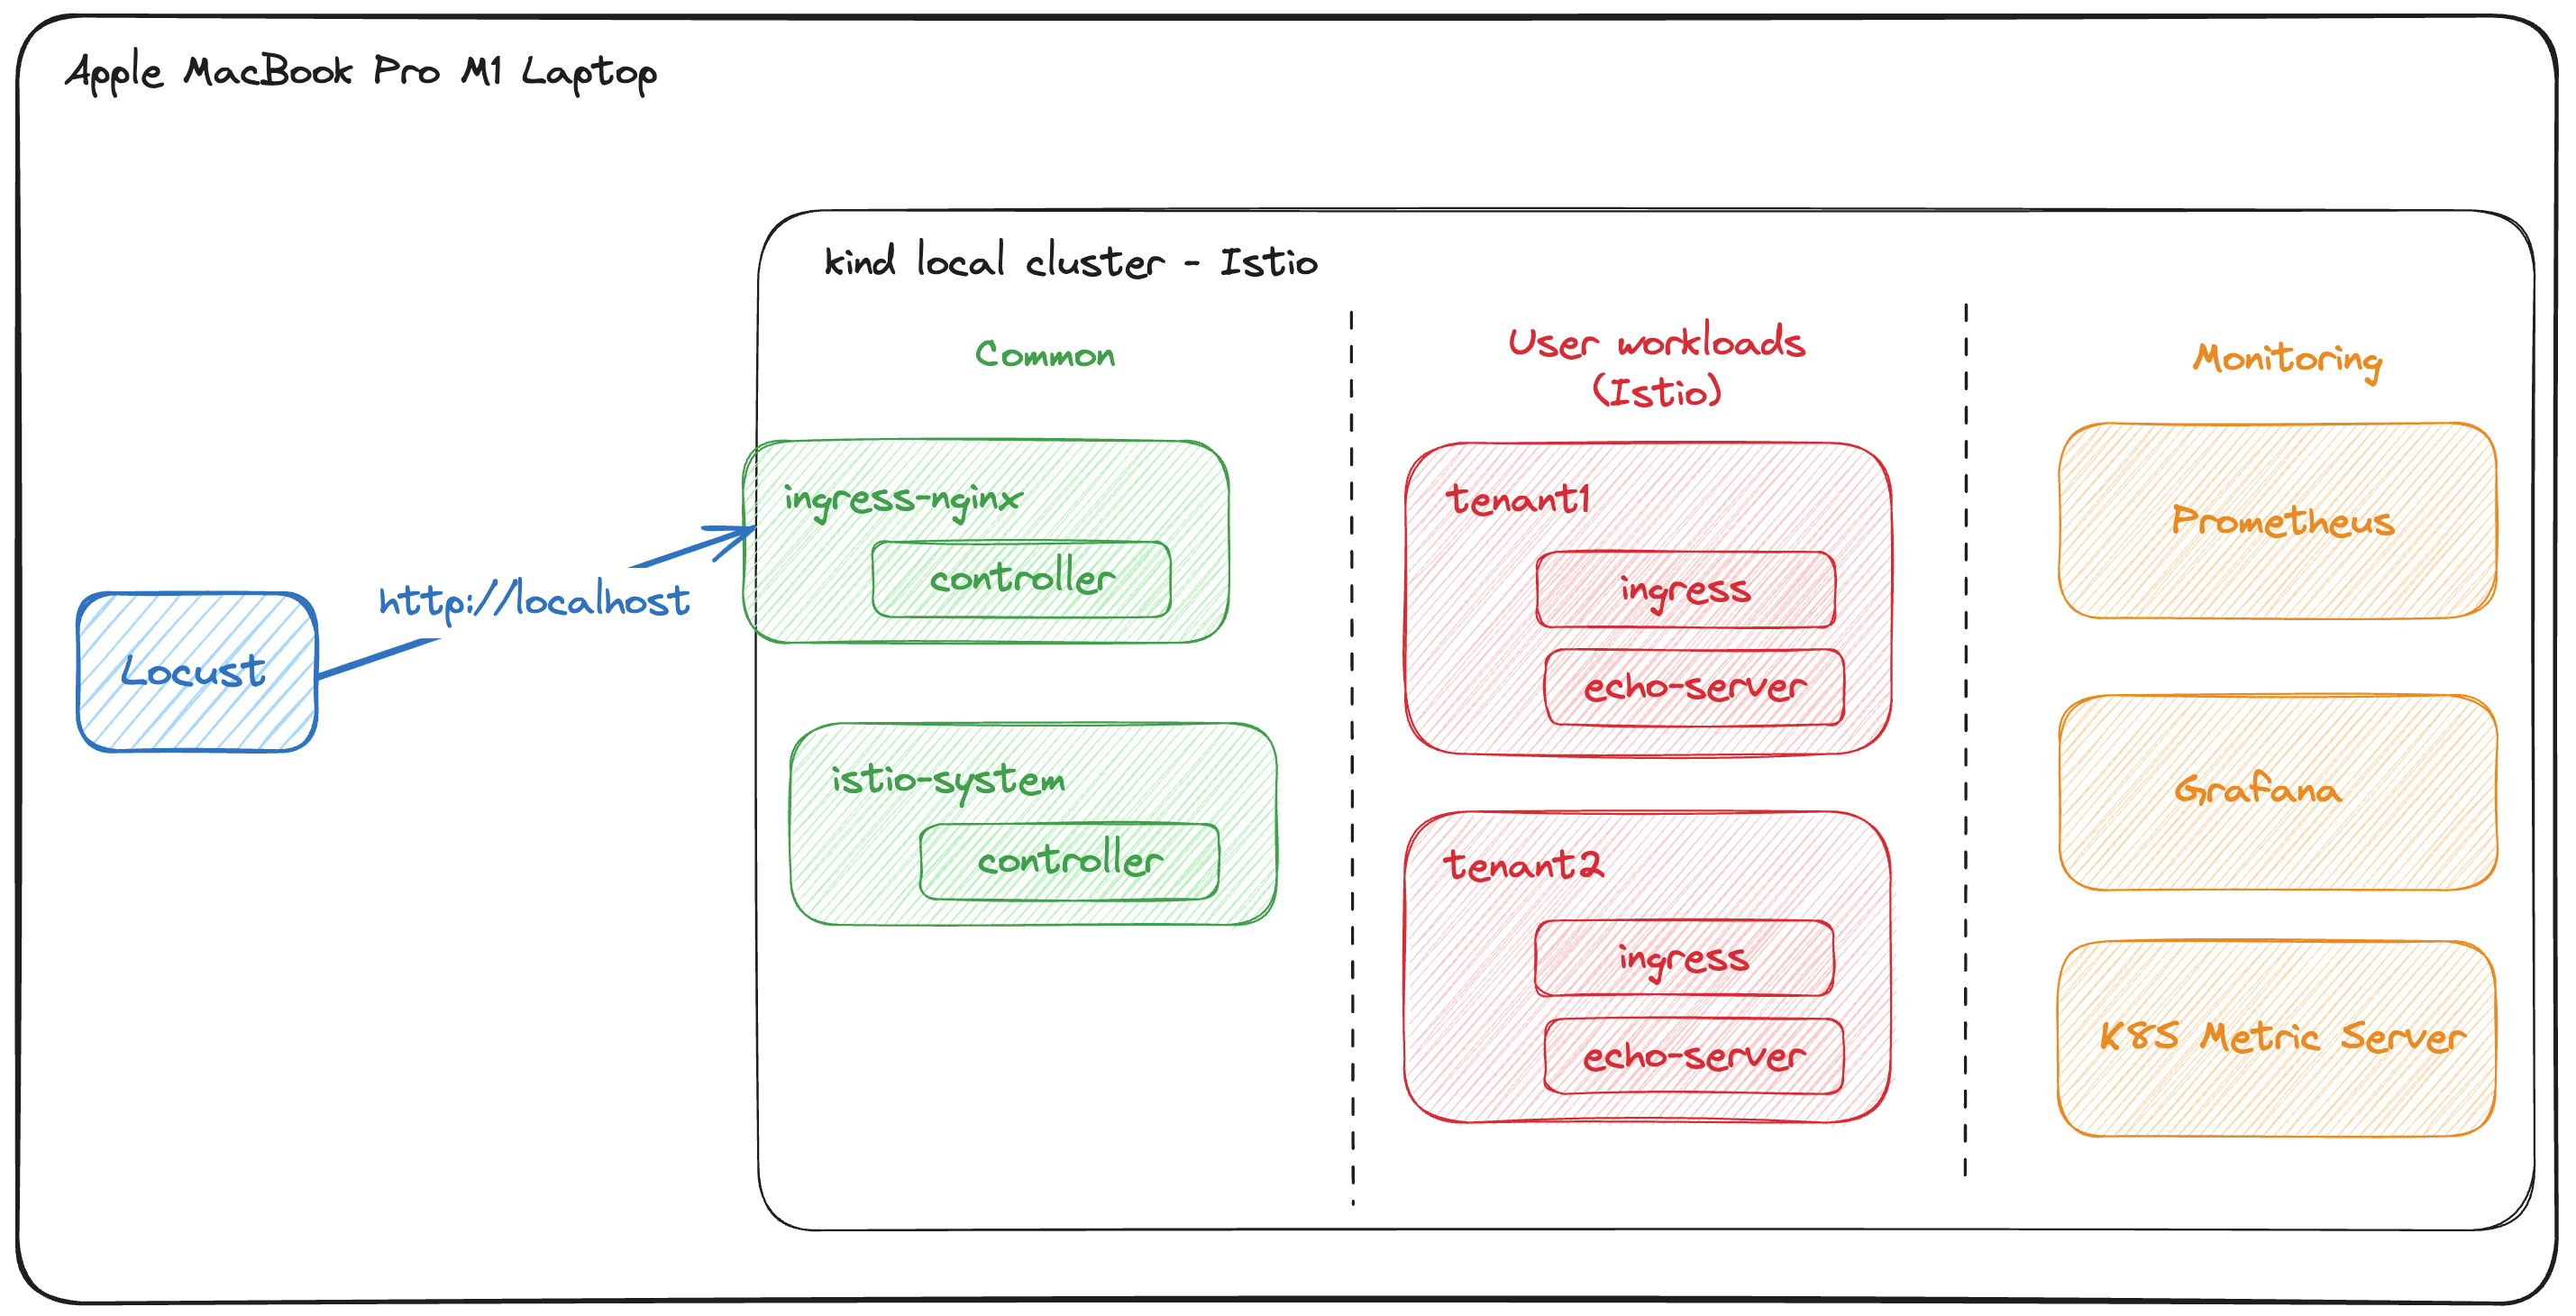 Apple MacBook Pro M1 Laptop
kind local cluster - Istio
Common
User workloads
(Istio)
Monitoring
ingress-nginx
controller
istio-system
controller
tenant1
ingress
echo-server
tenant2
ingress
echo-server
Prometheus
Grafana
K8S Metric Server
http://localhost
Locust